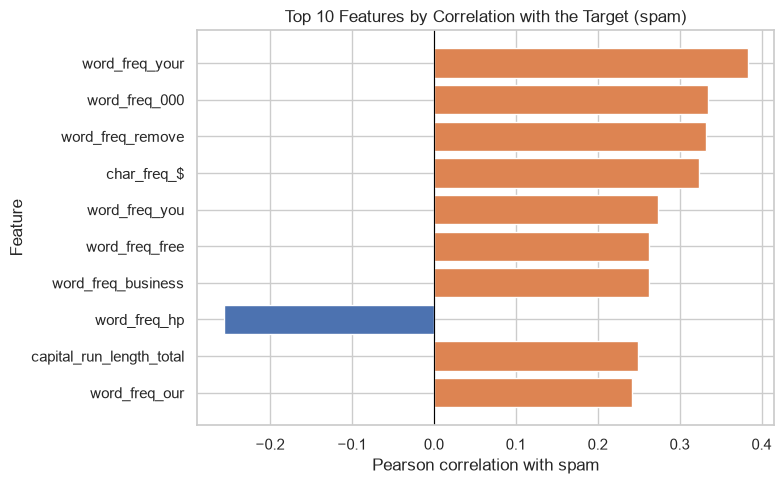 Top 10 Features by Correlation with the Target (spam)
Feature
word_freq_your
word_freq_000
word_freq_remove
char_freq_$
word_freq_you
word_freq_free
word_freq_business
word_freq_hp
capital_run_length_total
word_freq_our
−0.2 −0.1 0.0 0.1 0.2 0.3 0.4
Pearson correlation with spam